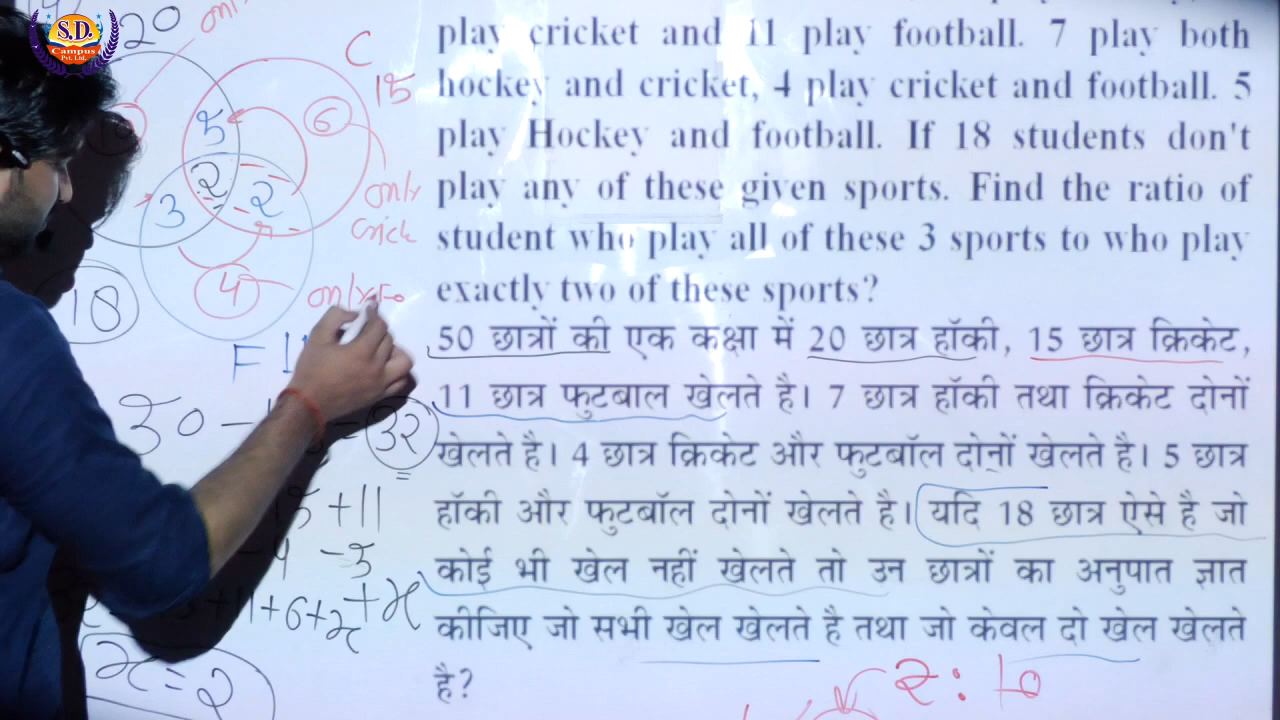 S.D.
Campus
Pvt. Ltd.
20
C
15
5
6
2
2
3
4
only
18
F
32
15 + 11
- 4 - 5
+ 6 + x + x
x = 2
play cricket and 11 play football. 7 play both
hockey and cricket, 4 play cricket and football. 5
play Hockey and football. If 18 students don't
play any of these given sports. Find the ratio of
student who play all of these 3 sports to who play
exactly two of these sports?
50 छात्रों की एक कक्षा में 20 छात्र हॉकी, 15 छात्र क्रिकेट,
11 छात्र फुटबाल खेलते है। 7 छात्र हॉकी तथा क्रिकेट दोनों
खेलते है। 4 छात्र क्रिकेट और फुटबॉल दोनों खेलते है। 5 छात्र
हॉकी और फुटबॉल दोनों खेलते है। यदि 18 छात्र ऐसे है जो
कोई भी खेल नहीं खेलते तो उन छात्रों का अनुपात ज्ञात
कीजिए जो सभी खेल खेलते है तथा जो केवल दो खेल खेलते
है?
2 : 10